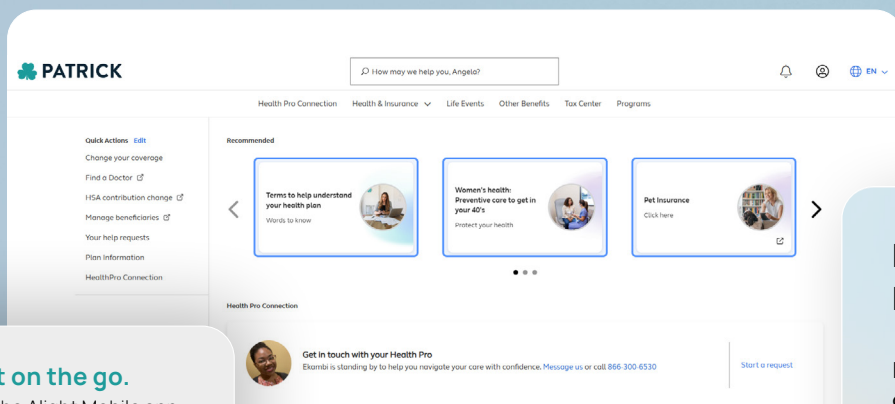 PATRICK
How may we help you, Angela?
EN
Health Pro Connection Health & Insurance Life Events Other Benefits Tax Center Programs
Quick Actions Edit
Change your coverage
Find a Doctor
HSA contribution change
Manage beneficiaries
Your help requests
Plan Information
HealthPro Connection
Recommended
Terms to help understand
your health plan
Words to know
Women's health:
Preventive care to get in
your 40's
Protect your health
Pet Insurance
Click here
Health Pro Connection
Get in touch with your Health Pro
Ekambi is standing by to help you navigate your care with confidence. Message us or call 866-300-6530
Start a request
on the go.
Alight Mobile app